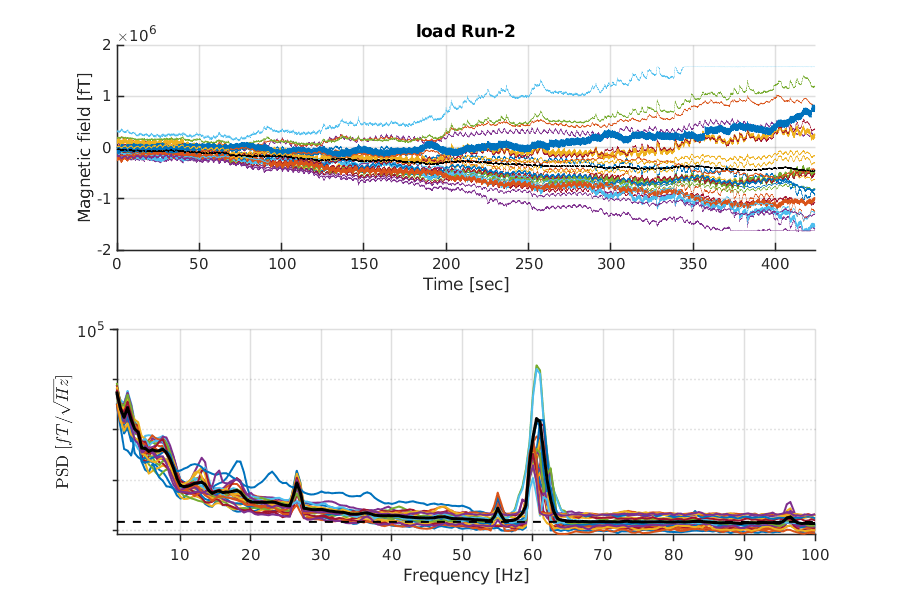 load Run-2
×10⁶
2
1
0
-1
-2
Magnetic field [fT]
0 50 100 150 200 250 300 350 400
Time [sec]
10⁵
PSD [fT/√Hz]
10 20 30 40 50 60 70 80 90 100
Frequency [Hz]